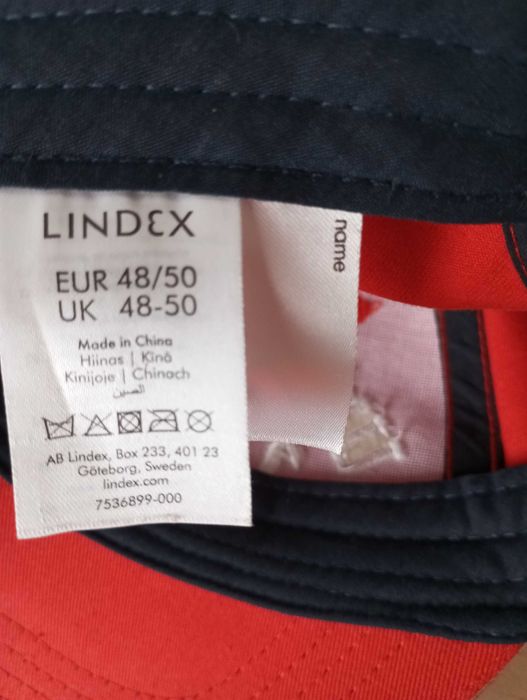 LINDEX
EUR 48/50
UK 48-50
Made in China
Hiinas | Kīnā
Kinijoje | Chinach
الصين
AB Lindex, Box 233, 401 23
Göteborg, Sweden
lindex.com
7536899-000
name